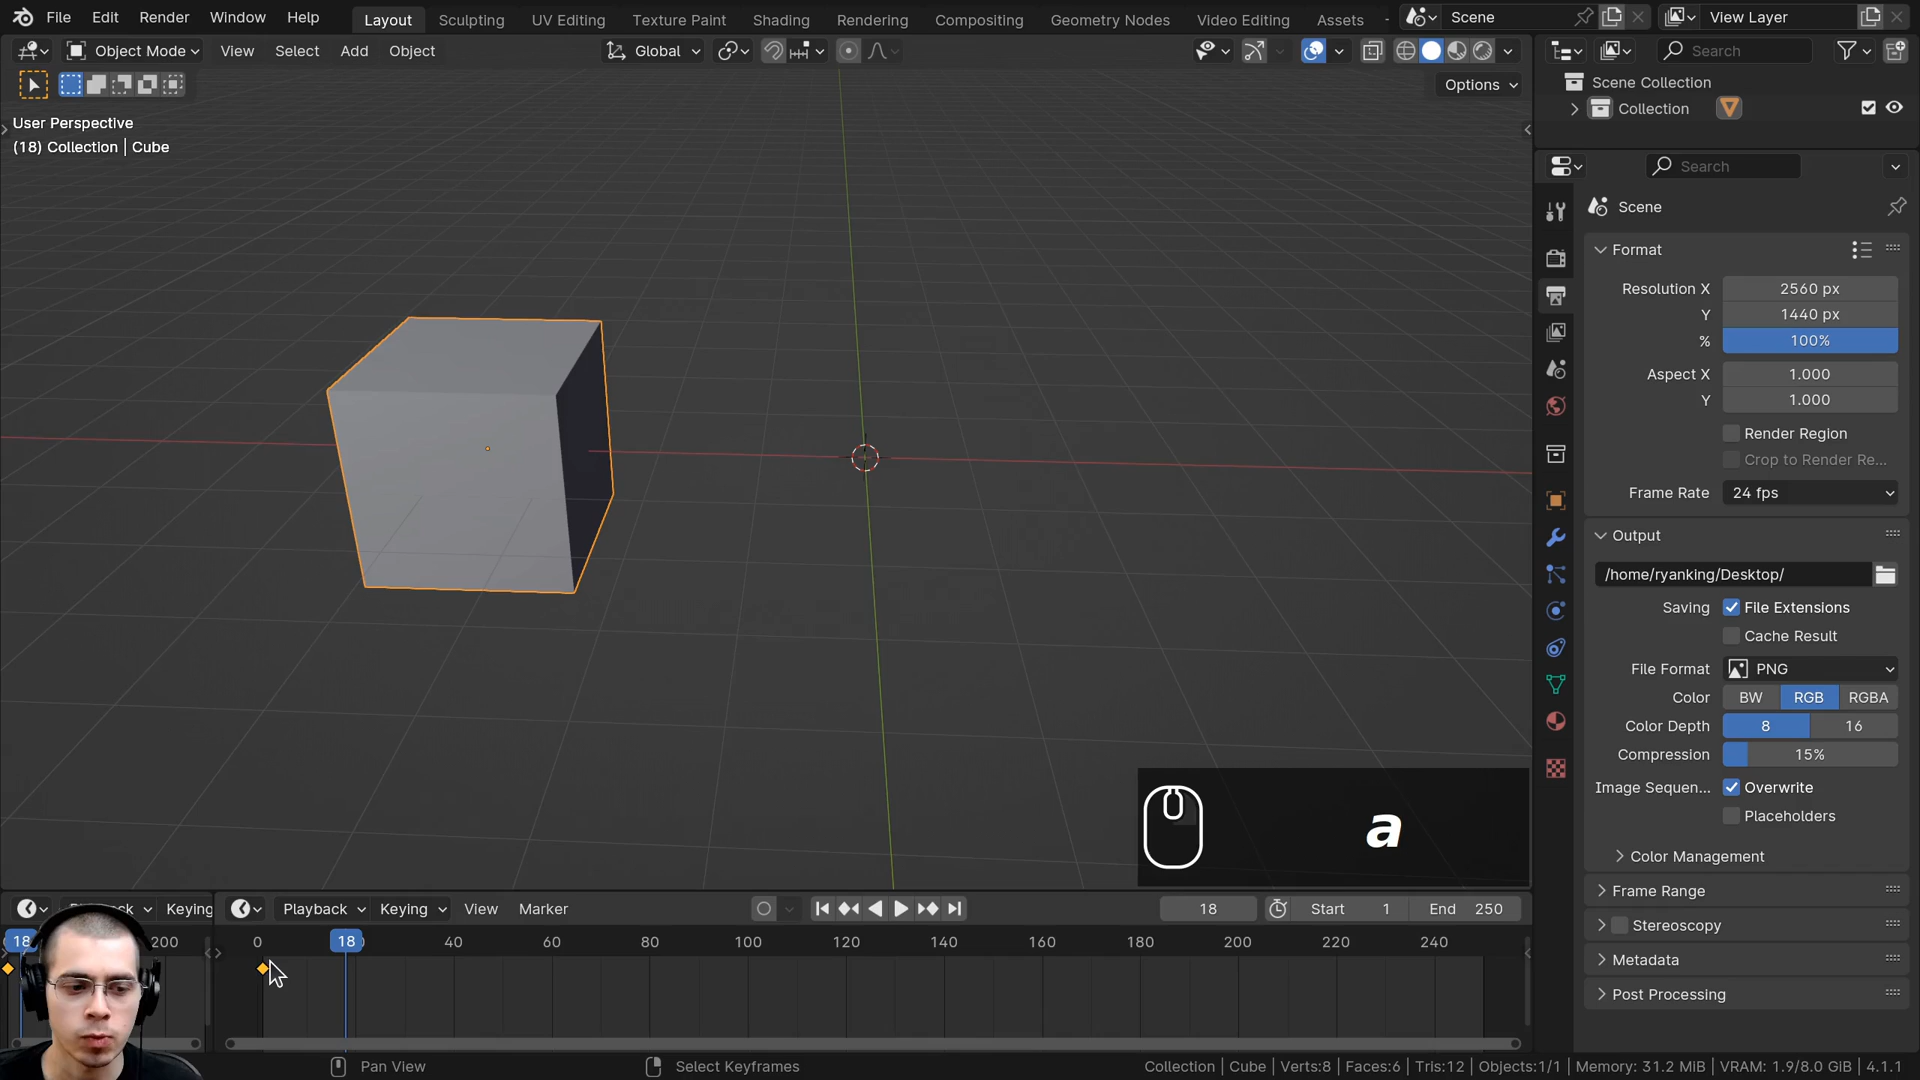 File Edit Render Window Help Layout Sculpting UV Editing Texture Paint Shading Rendering Compositing Geometry Nodes Video Editing Assets Scene View Layer
Object Mode View Select Add Object Global Search
Options
Scene Collection
Collection
User Perspective
(18) Collection | Cube
Search
Scene
Format
Resolution X 2560 px
Y 1440 px
% 100%
Aspect X 1.000
Y 1.000
Render Region
Crop to Render Re...
Frame Rate 24 fps
Output
/home/ryanking/Desktop/
Saving File Extensions
Cache Result
File Format PNG
Color BW RGB RGBA
Color Depth 8 16
Compression 15%
Image Sequen... Overwrite
Placeholders
Color Management
Frame Range
Stereoscopy
Metadata
Post Processing
a
Keying Playback Keying View Marker 18 Start 1 End 250
18 200 0 18 40 60 80 100 120 140 160 180 200 220 240
Pan View Select Keyframes Collection | Cube | Verts:8 | Faces:6 | Tris:12 | Objects:1/1 | Memory: 31.2 MiB | VRAM: 1.9/8.0 GiB | 4.1.1